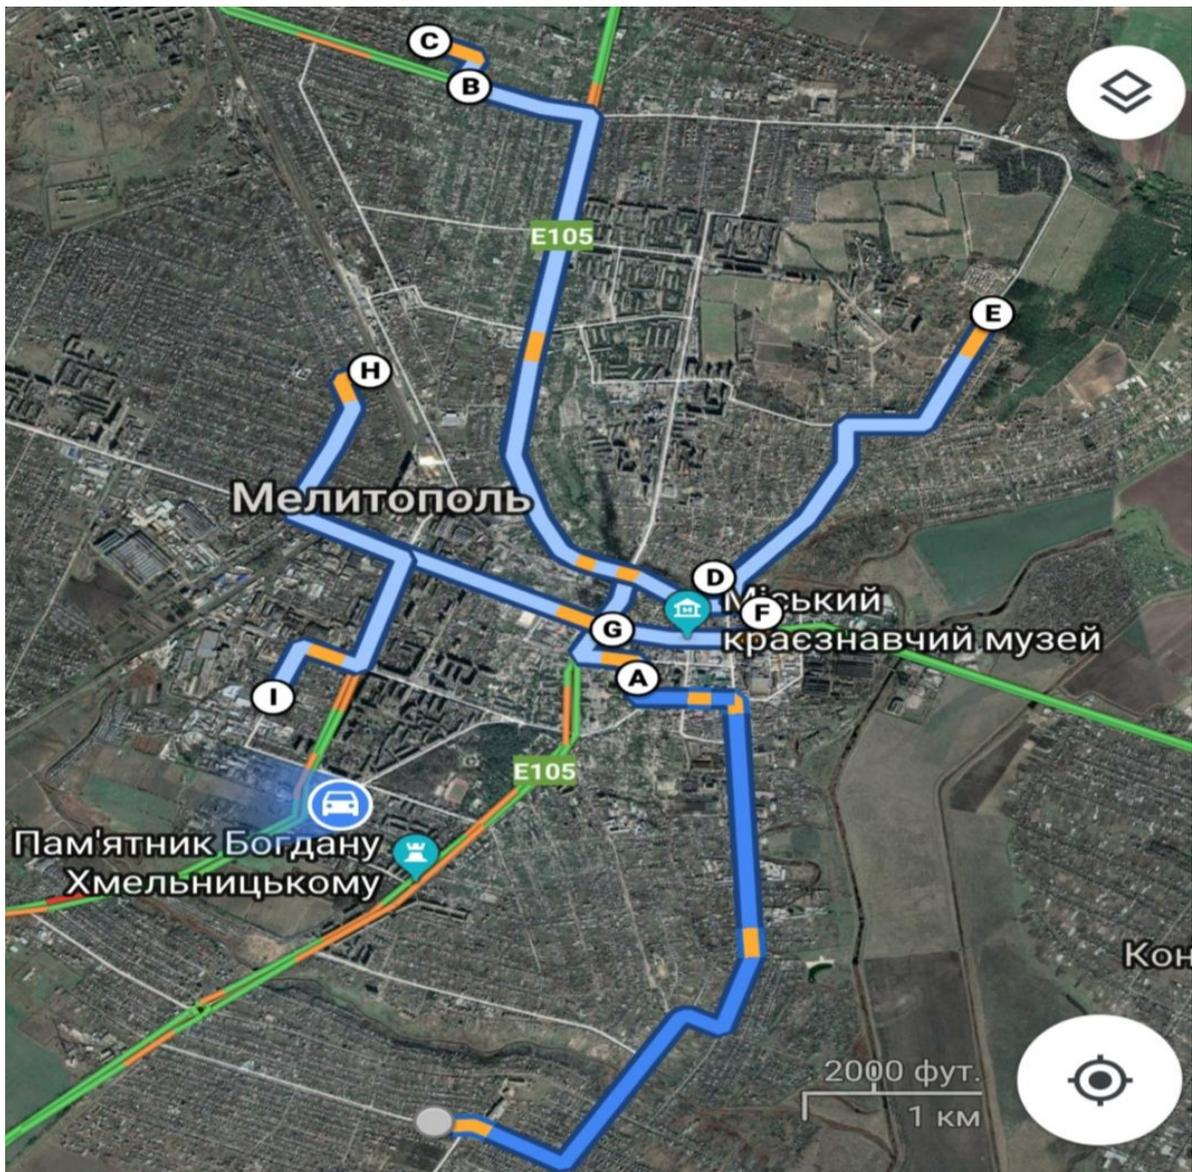 C
B
E105
E
H
Мелитополь
D
Міський
F
G
краєзнавчий музей
A
I
E105
Пам'ятник Богдану
Хмельницькому
Кон
2000 фут.
1 км